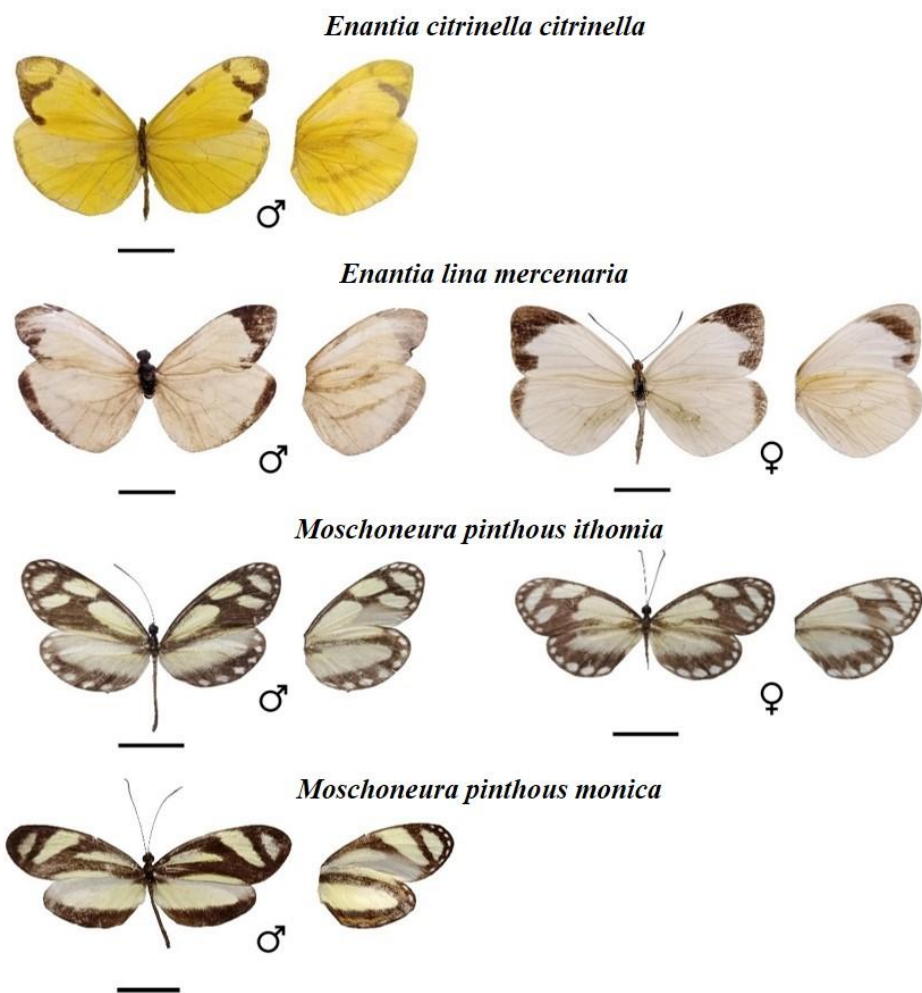 Enantia citrinella citrinella
♂
Enantia lina mercenaria
♂ ♀
Moschoneura pinthous ithomia
♂ ♀
Moschoneura pinthous monica
♂